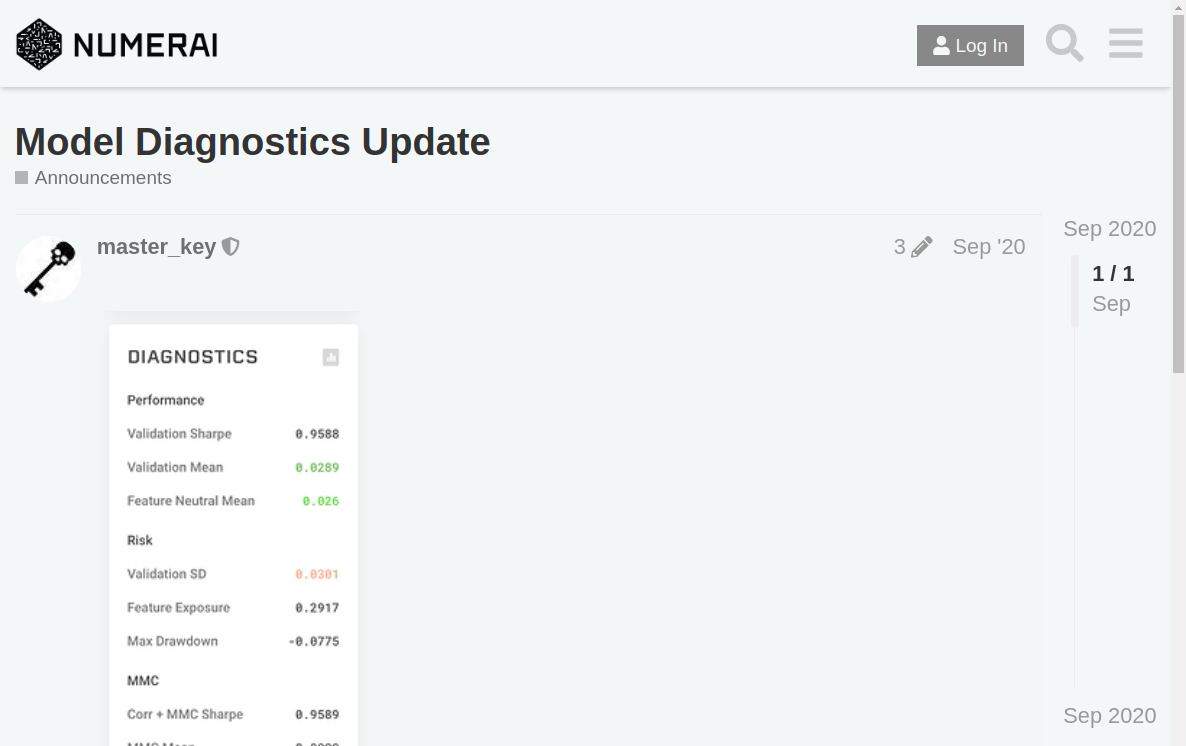 NUMERAI
Log In
Model Diagnostics Update
Announcements
master_key 3 Sep '20
Sep 2020
1 / 1
Sep
DIAGNOSTICS
Performance
Validation Sharpe 0.9588
Validation Mean 0.0289
Feature Neutral Mean 0.026
Risk
Validation SD 0.0301
Feature Exposure 0.2917
Max Drawdown -0.0775
MMC
Corr + MMC Sharpe 0.9589
MMC Mean
Sep 2020